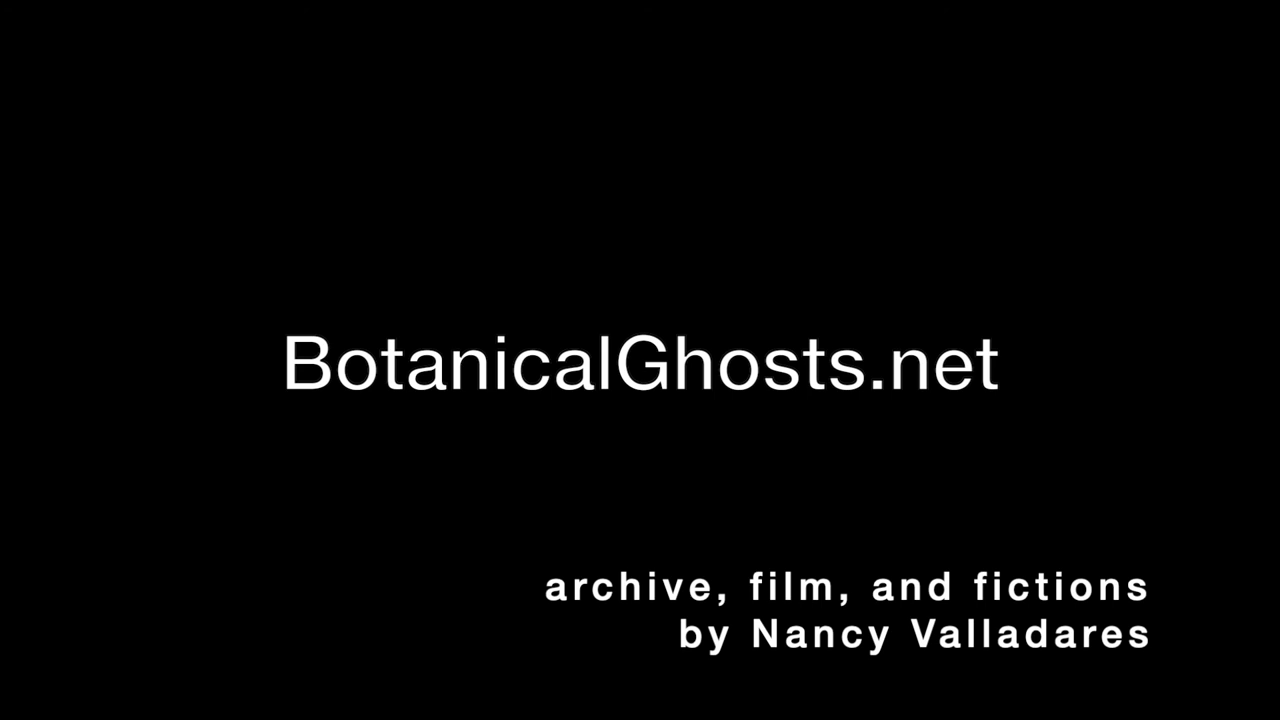 BotanicalGhosts.net
archive, film, and fictions
by Nancy Valladares